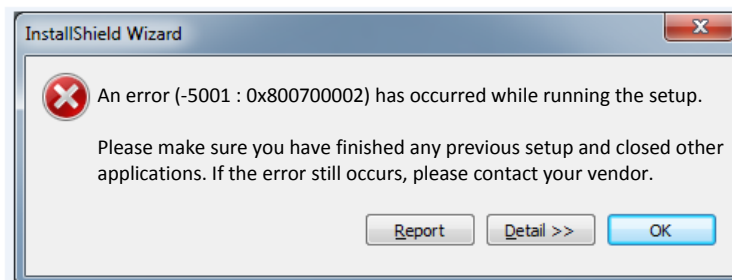 InstallShield Wizard
An error (-5001 : 0x800700002) has occurred while running the setup.
Please make sure you have finished any previous setup and closed other
applications. If the error still occurs, please contact your vendor.
Report Detail >> OK